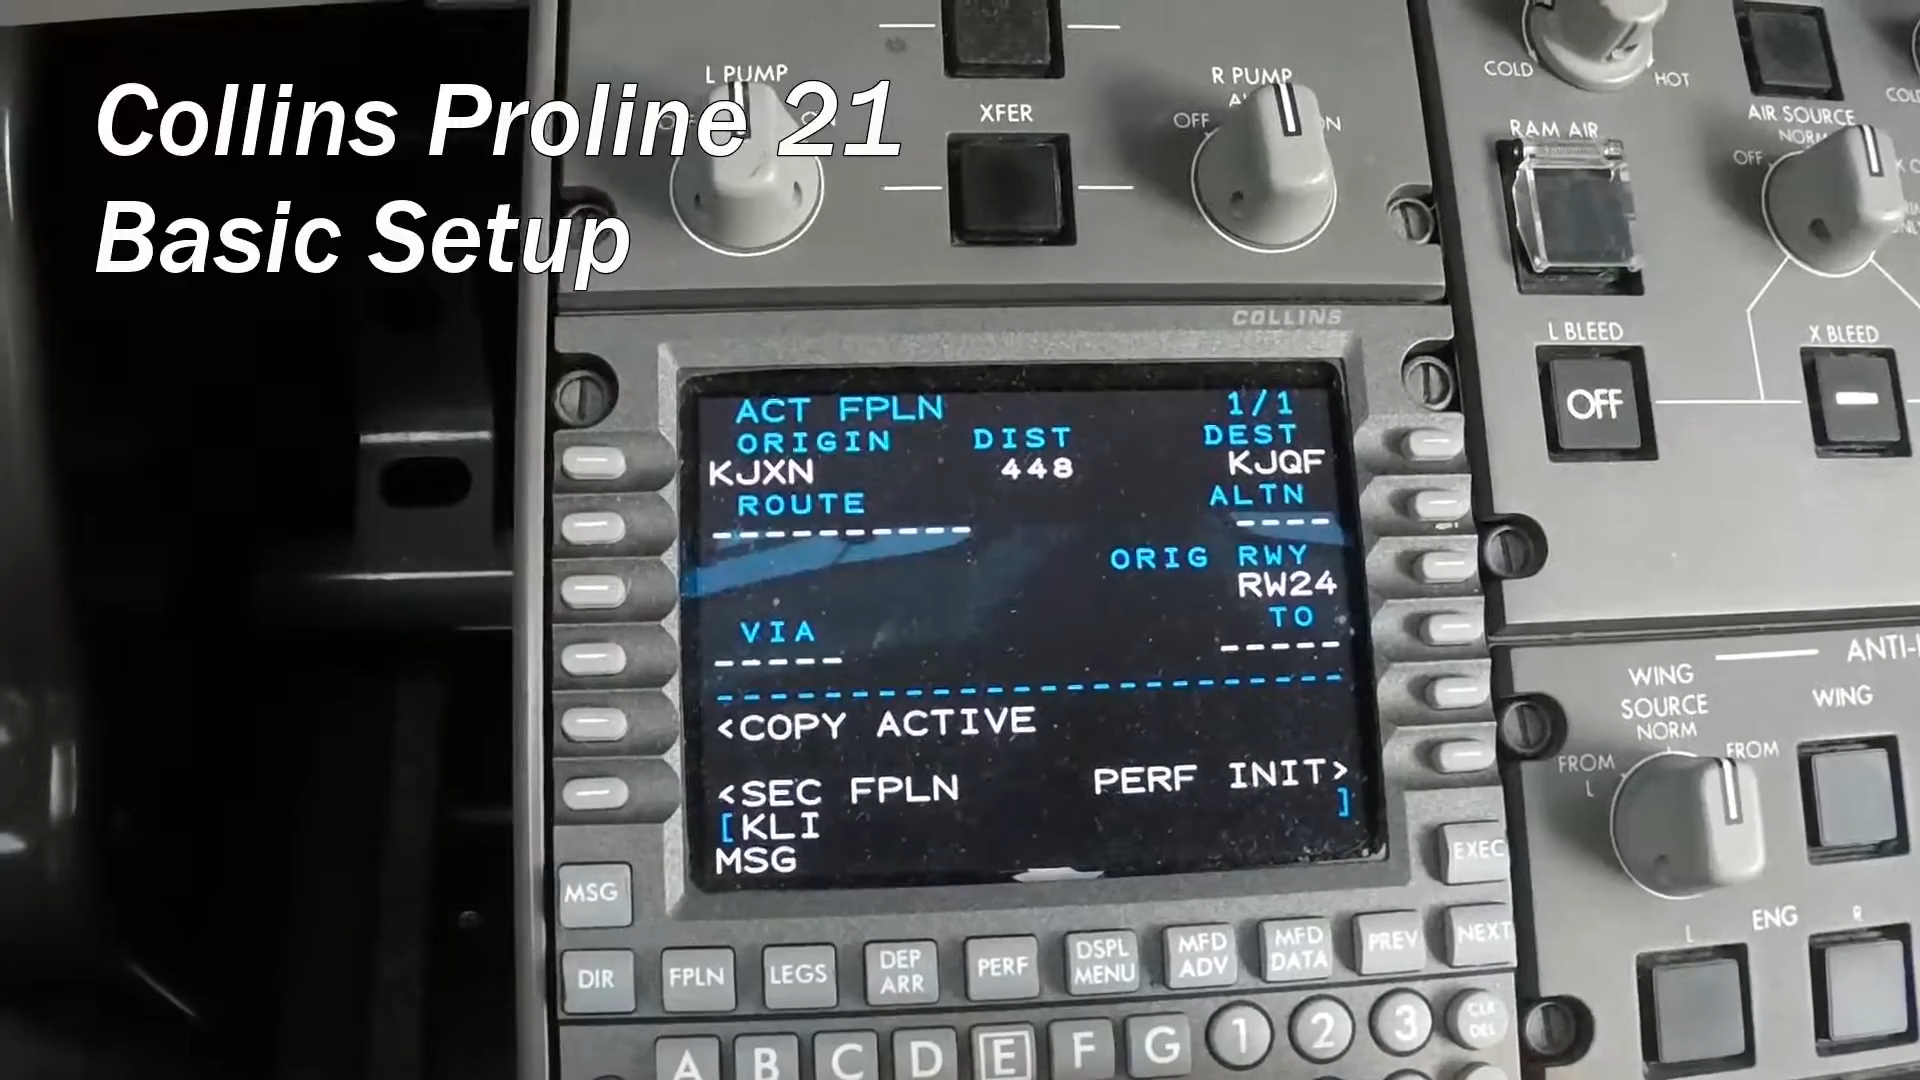 Collins Proline 21
Basic Setup
L PUMP
ON
XFER
R PUMP
OFF
ON
COLD
HOT
RAM AIR
AIR SOURCE
NORM
OFF
L BLEED
OFF
X BLEED
COLLINS
ACT FPLN 1/1
ORIGIN DIST DEST
KJXN 448 KJQF
ROUTE ALTN
---------- ----
ORIG RWY
RW24
VIA TO
----- -----
------------------------
<COPY ACTIVE
<SEC FPLN PERF INIT>
[KLI ]
MSG
WING
SOURCE
NORM
FROM
L
FROM
WING
ENG
L
R
MSG
EXEC
DIR
FPLN
LEGS
DEP
ARR
PERF
DSPL
MENU
MFD
ADV
MFD
DATA
PREV
NEXT
A
B
C
D
E
F
G
1
2
3
CLR
DEL